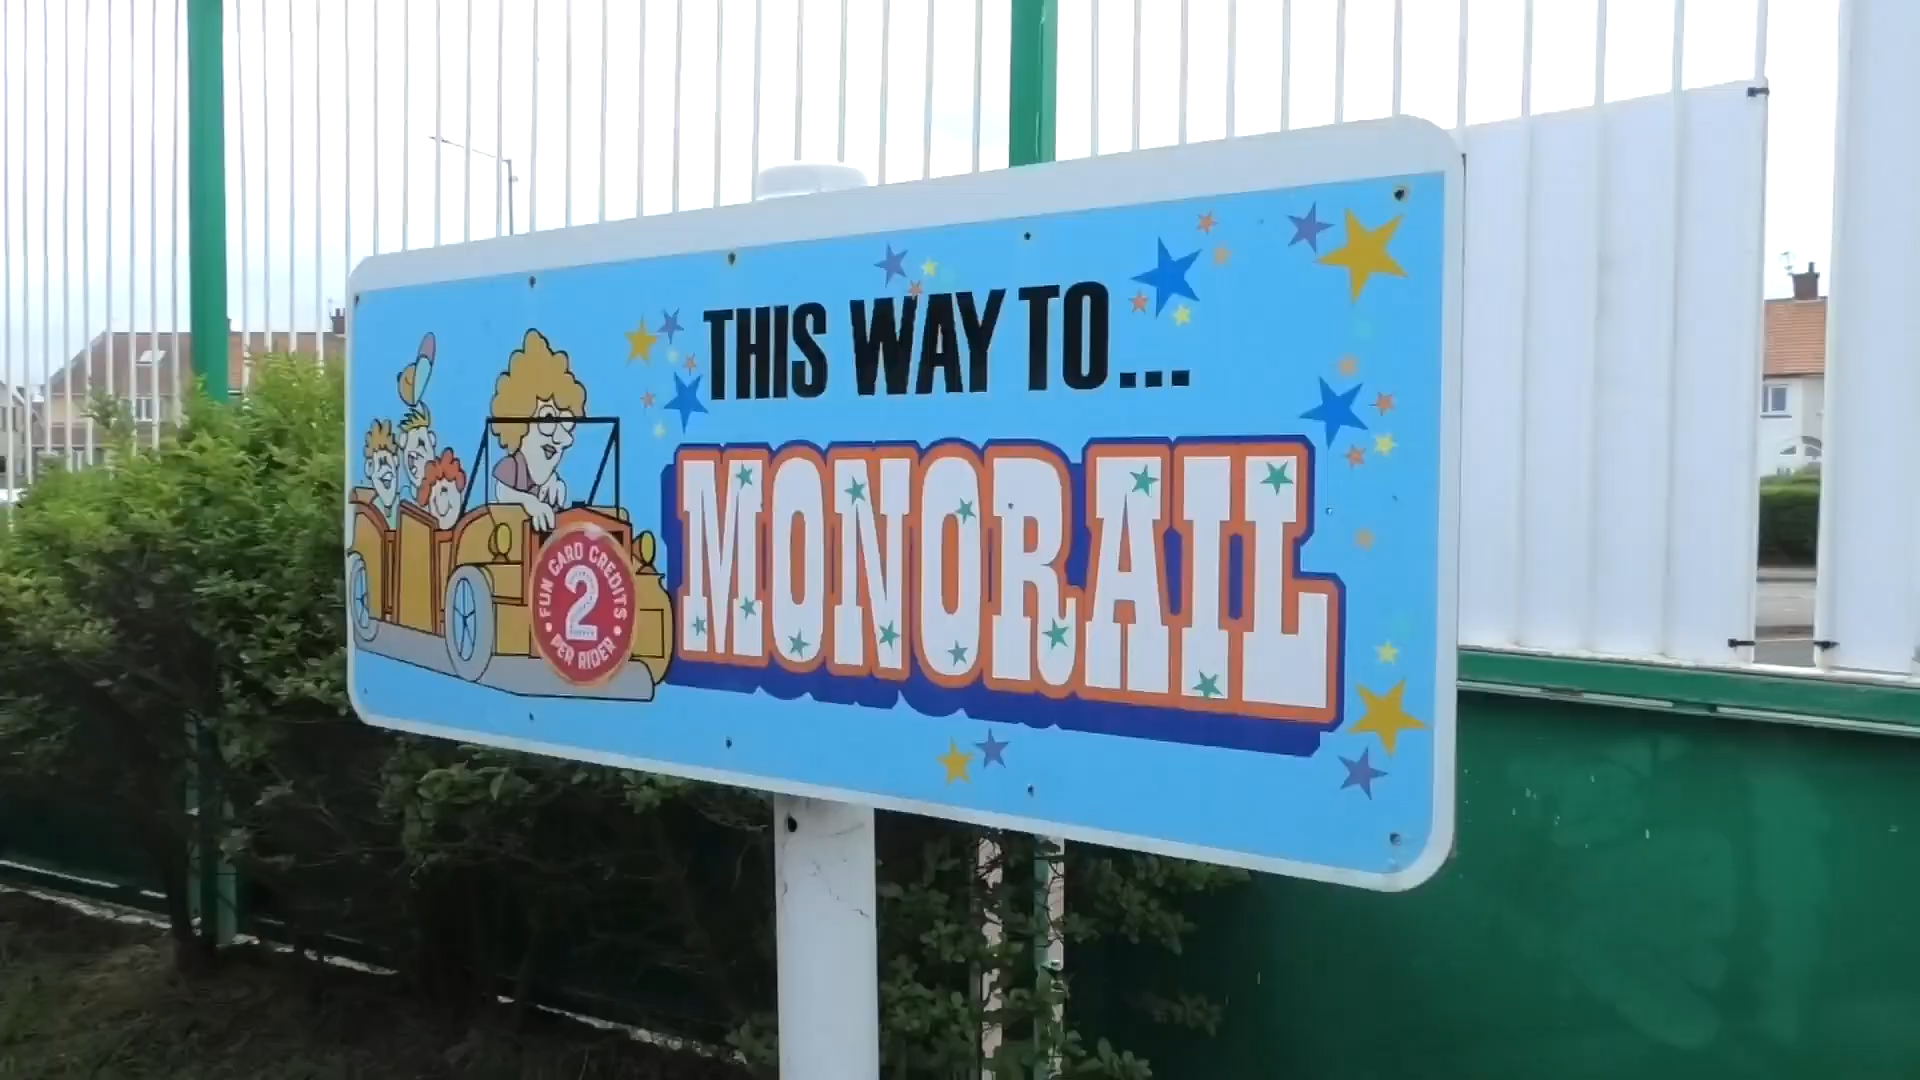 THIS WAY TO...
MONORAIL
FUN CARD CREDITS
2
PER RIDER